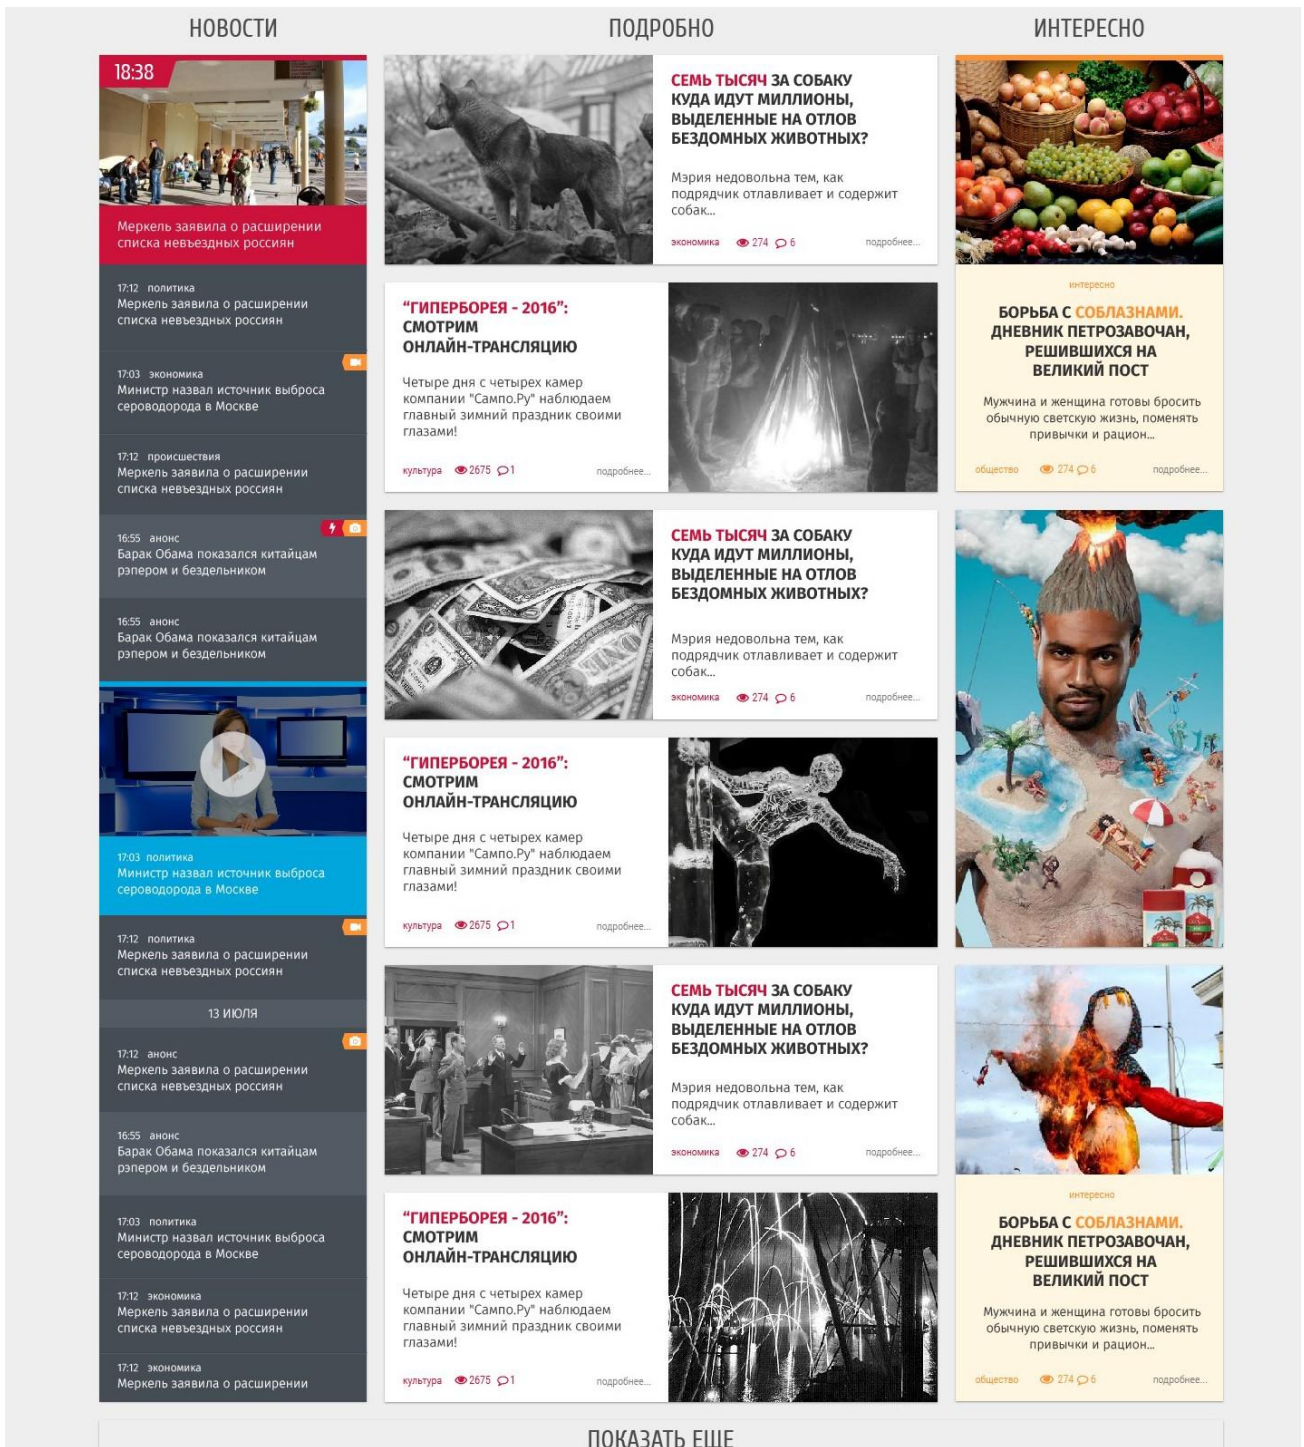 НОВОСТИ
18:38
Меркель заявила о расширении
списка невъездных россиян
17:12 политика
Меркель заявила о расширении
списка невъездных россиян
17:03 экономика
Министр назвал источник выброса
сероводорода в Москве
17:12 происшествия
Меркель заявила о расширении
списка невъездных россиян
16:55 анонс
Барак Обама показался китайцам
рэпером и бездельником
16:55 анонс
Барак Обама показался китайцам
рэпером и бездельником
17:03 политика
Министр назвал источник выброса
сероводорода в Москве
17:12 политика
Меркель заявила о расширении
списка невъездных россиян
13 ИЮЛЯ
17:12 анонс
Меркель заявила о расширении
списка невъездных россиян
16:55 анонс
Барак Обама показался китайцам
рэпером и бездельником
17:03 политика
Министр назвал источник выброса
сероводорода в Москве
17:12 экономика
Меркель заявила о расширении
списка невъездных россиян
17:12 экономика
Меркель заявила о расширении
ПОДРОБНО
СЕМЬ ТЫСЯЧ ЗА СОБАКУ
КУДА ИДУТ МИЛЛИОНЫ,
ВЫДЕЛЕННЫЕ НА ОТЛОВ
БЕЗДОМНЫХ ЖИВОТНЫХ?
Мэрия недовольна тем, как
подрядчик отлавливает и содержит
собак...
экономика 274 6 подробнее...
“ГИПЕРБОРЕЯ - 2016”:
СМОТРИМ
ОНЛАЙН-ТРАНСЛЯЦИЮ
Четыре дня с четырех камер
компании "Сампо.Ру" наблюдаем
главный зимний праздник своими
глазами!
культура 2675 1 подробнее...
СЕМЬ ТЫСЯЧ ЗА СОБАКУ
КУДА ИДУТ МИЛЛИОНЫ,
ВЫДЕЛЕННЫЕ НА ОТЛОВ
БЕЗДОМНЫХ ЖИВОТНЫХ?
Мэрия недовольна тем, как
подрядчик отлавливает и содержит
собак...
экономика 274 6 подробнее...
“ГИПЕРБОРЕЯ - 2016”:
СМОТРИМ
ОНЛАЙН-ТРАНСЛЯЦИЮ
Четыре дня с четырех камер
компании "Сампо.Ру" наблюдаем
главный зимний праздник своими
глазами!
культура 2675 1 подробнее...
СЕМЬ ТЫСЯЧ ЗА СОБАКУ
КУДА ИДУТ МИЛЛИОНЫ,
ВЫДЕЛЕННЫЕ НА ОТЛОВ
БЕЗДОМНЫХ ЖИВОТНЫХ?
Мэрия недовольна тем, как
подрядчик отлавливает и содержит
собак...
экономика 274 6 подробнее...
“ГИПЕРБОРЕЯ - 2016”:
СМОТРИМ
ОНЛАЙН-ТРАНСЛЯЦИЮ
Четыре дня с четырех камер
компании "Сампо.Ру" наблюдаем
главный зимний праздник своими
глазами!
культура 2675 1 подробнее...
ИНТЕРЕСНО
интересно
БОРЬБА С СОБЛАЗНАМИ.
ДНЕВНИК ПЕТРОЗАВОЧАН,
РЕШИВШИХСЯ НА
ВЕЛИКИЙ ПОСТ
Мужчина и женщина готовы бросить
обычную светскую жизнь, поменять
привычки и рацион...
общество 274 6 подробнее...
интересно
БОРЬБА С СОБЛАЗНАМИ.
ДНЕВНИК ПЕТРОЗАВОЧАН,
РЕШИВШИХСЯ НА
ВЕЛИКИЙ ПОСТ
Мужчина и женщина готовы бросить
обычную светскую жизнь, поменять
привычки и рацион...
общество 274 6 подробнее...
ПОКАЗАТЬ ЕЩЕ